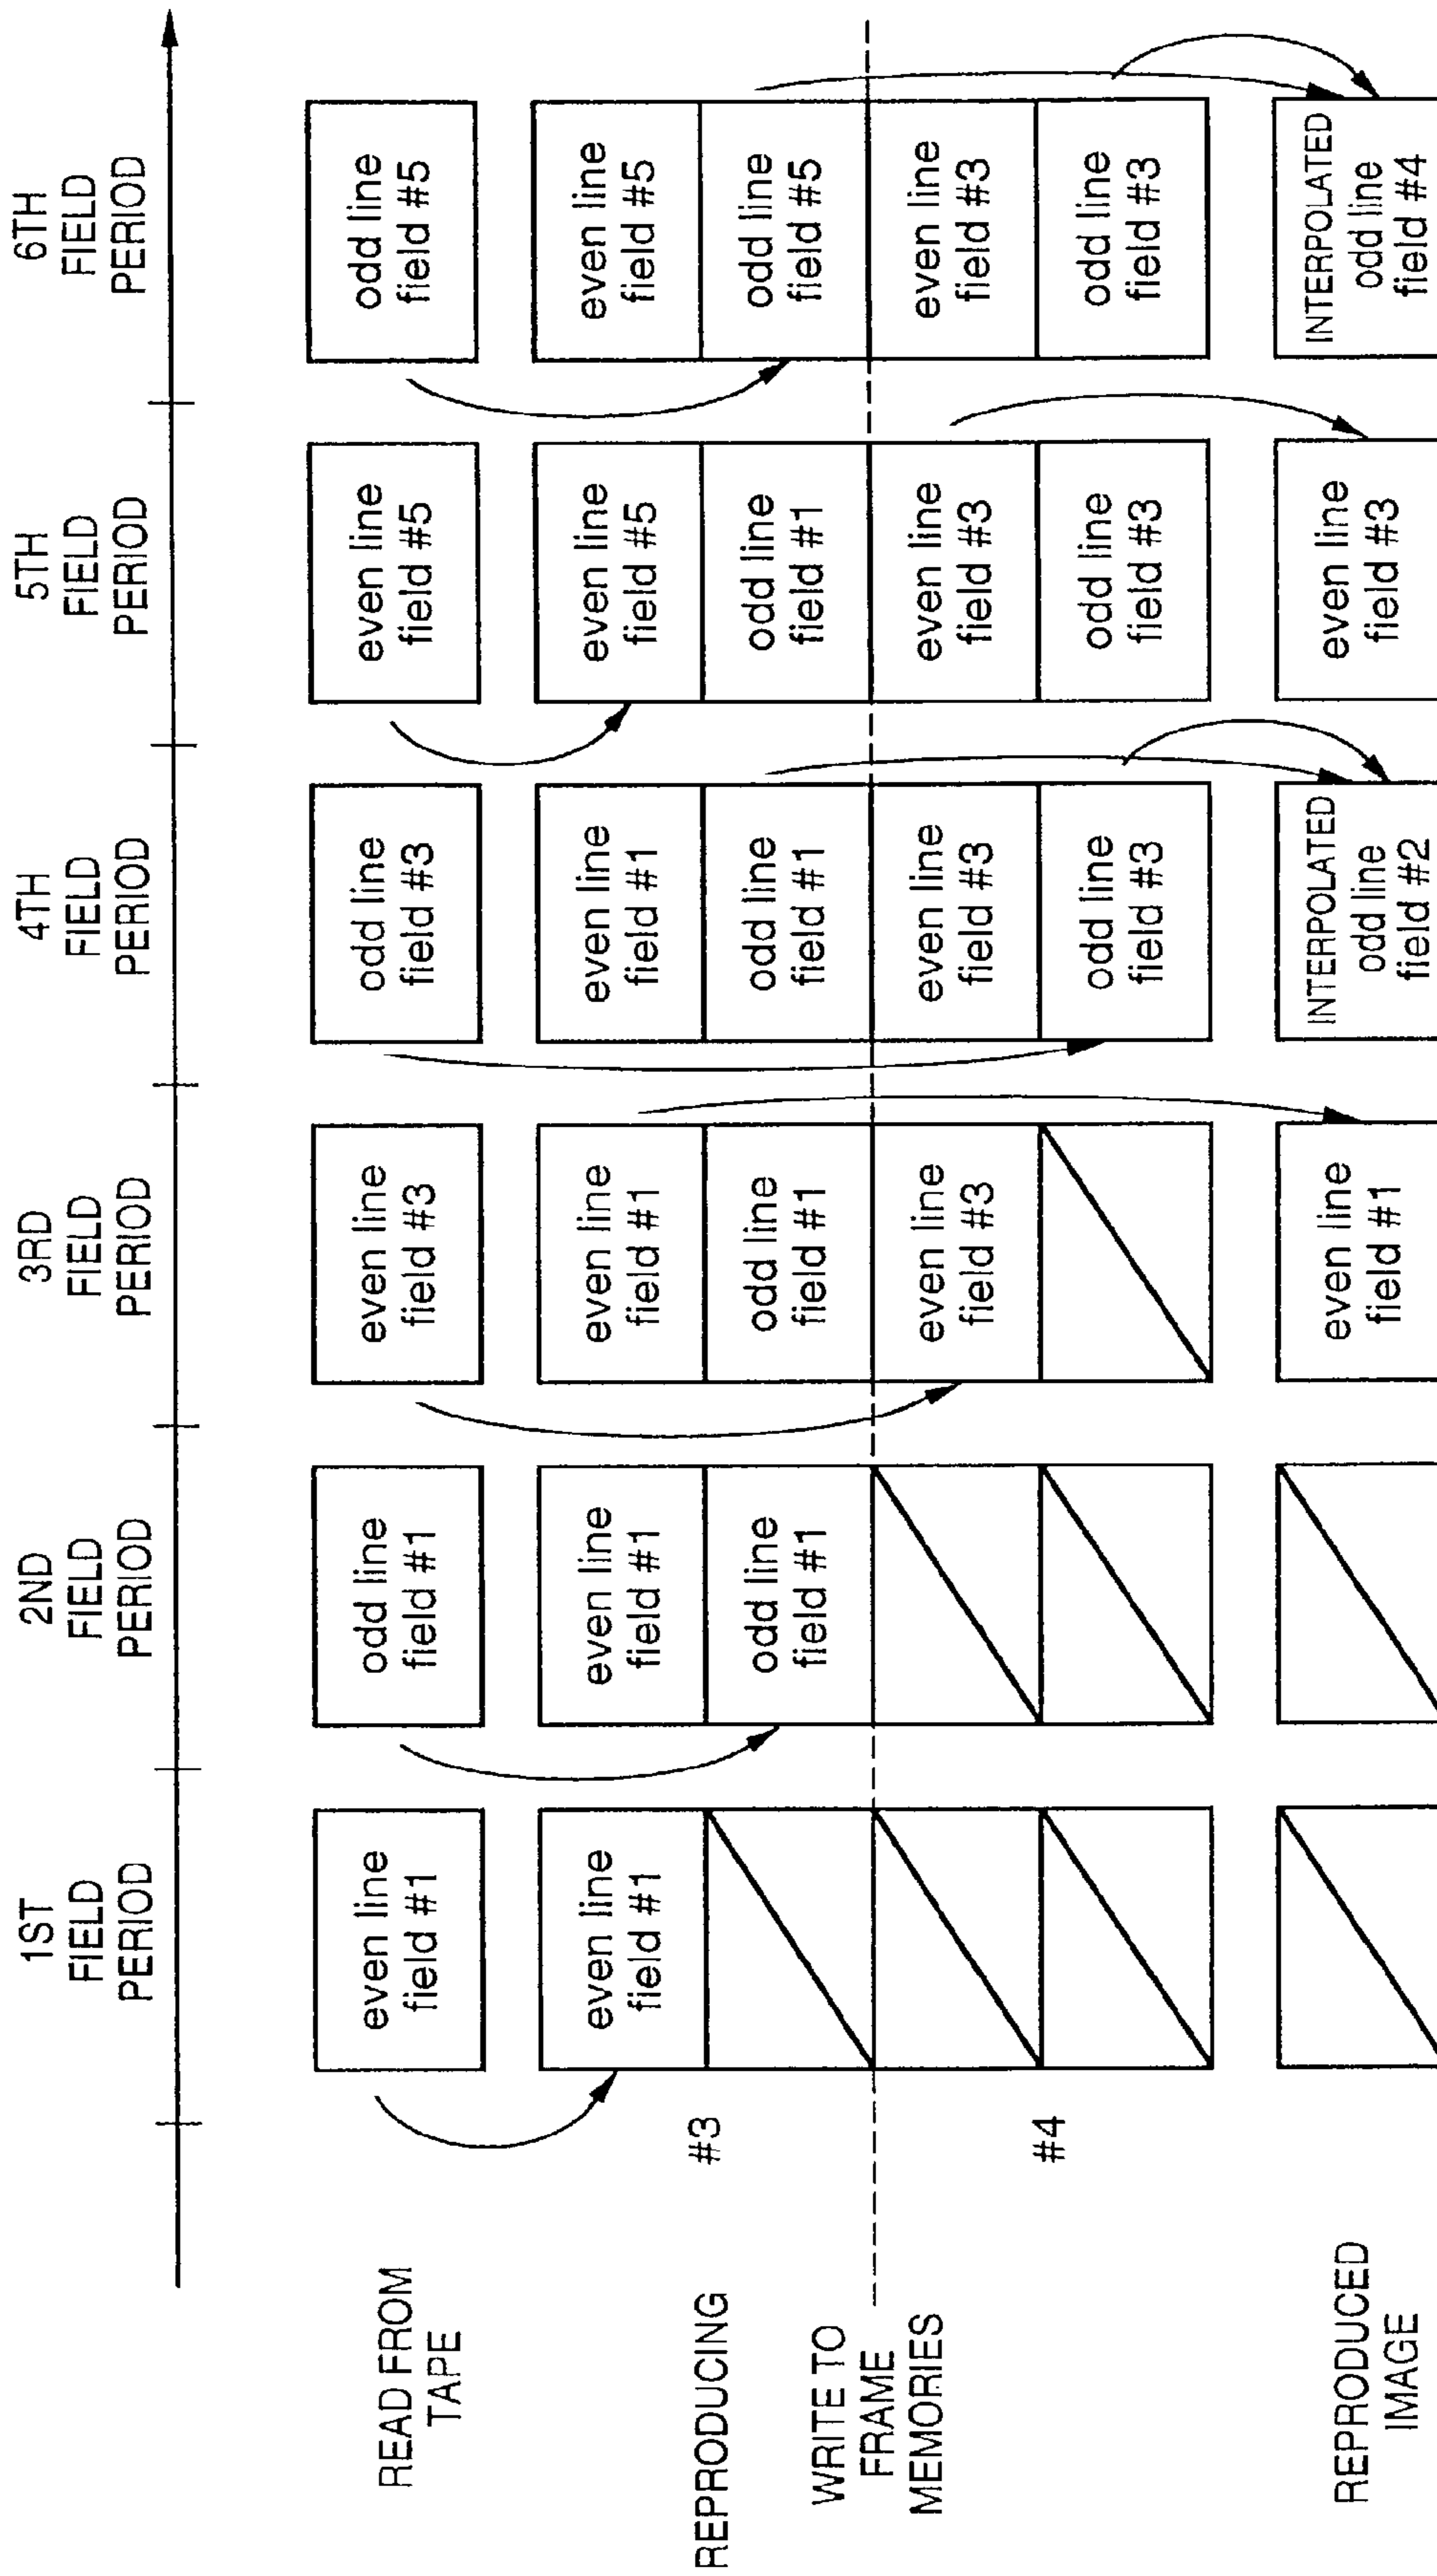 1ST
FIELD
PERIOD
2ND
FIELD
PERIOD
3RD
FIELD
PERIOD
4TH
FIELD
PERIOD
5TH
FIELD
PERIOD
6TH
FIELD
PERIOD
READ FROM
TAPE
even line
field #1
odd line
field #1
even line
field #3
odd line
field #3
even line
field #5
odd line
field #5
REPRODUCING
WRITE TO
FRAME
MEMORIES
#3
even line
field #1
even line
field #1
even line
field #1
even line
field #1
even line
field #5
even line
field #5
odd line
field #1
odd line
field #1
odd line
field #1
odd line
field #1
odd line
field #5
#4
even line
field #3
even line
field #3
even line
field #3
even line
field #3
odd line
field #3
odd line
field #3
odd line
field #3
REPRODUCED
IMAGE
even line
field #1
INTERPOLATED
odd line
field #2
even line
field #3
INTERPOLATED
odd line
field #4